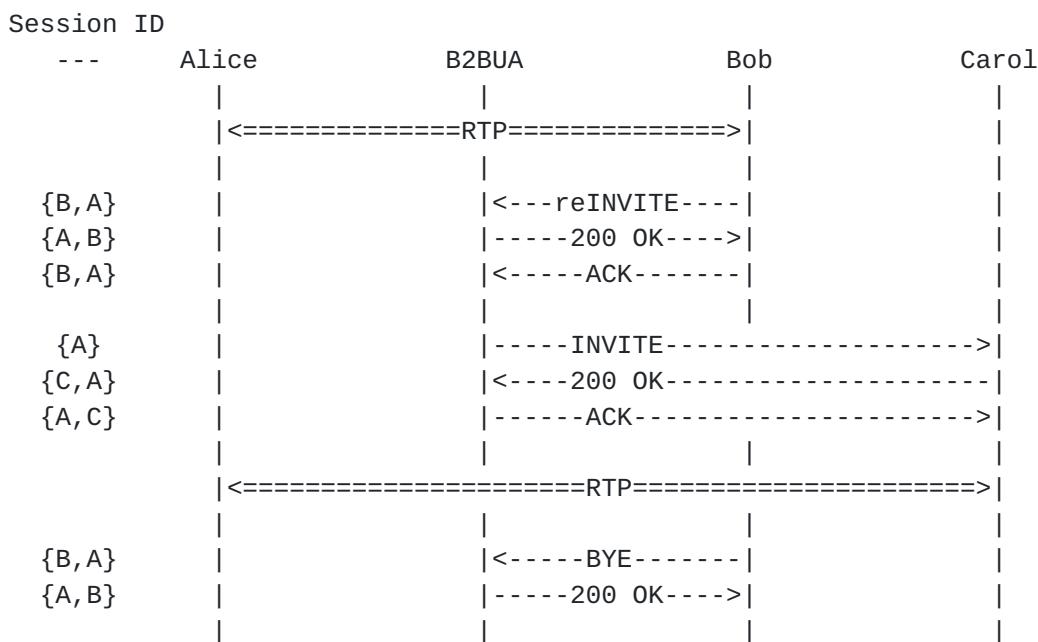 Session ID
   ---     Alice            B2BUA             Bob            Carol
             |                |                |               |
             |<==============RTP==============>|               |
             |                |                |               |
  {B,A}      |                |<---reINVITE----|               |
  {A,B}      |                |-----200 OK---->|               |
  {B,A}      |                |<-----ACK-------|               |
             |                |                |               |
   {A}       |                |-----INVITE-------------------->|
  {C,A}      |                |<----200 OK---------------------|
  {A,C}      |                |------ACK---------------------->|
             |                |                |               |
             |<======================RTP======================>|
             |                |                |               |
  {B,A}      |                |<-----BYE-------|               |
  {A,B}      |                |-----200 OK---->|               |
             |                |                |               |